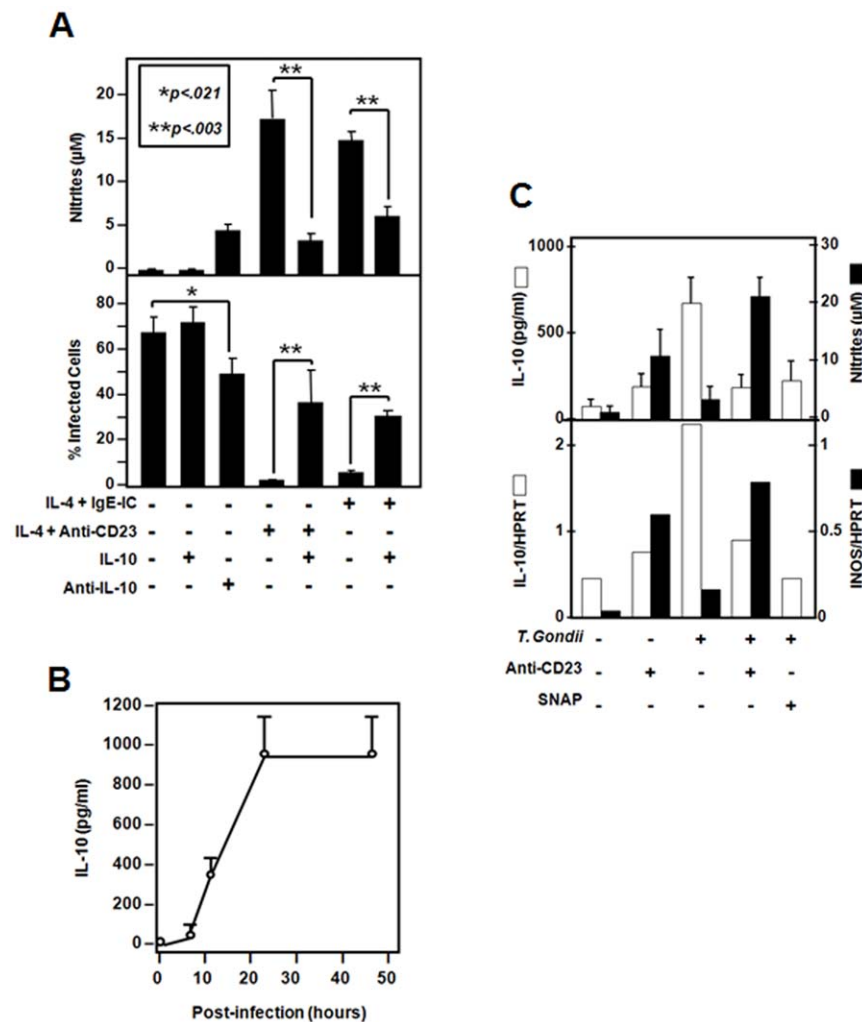 A
*p<.021
**p<.003
**
**
Nitrites (µM)
20
15
10
5
0
*
**
**
% Infected Cells
80
60
40
20
0
IL-4 + IgE-IC - - - - - + +
IL-4 + Anti-CD23 - - - + + - -
IL-10 - + - - + - +
Anti-IL-10 - - + - - - -
B
IL-10 (pg/ml)
1200
1000
800
600
400
200
0
0 10 20 30 40 50
Post-infection (hours)
C
IL-10 (pg/ml)
1000
500
0
Nitrites (µM)
30
20
10
0
IL-10/HPRT
2
1
0
INOS/HPRT
1
0.5
0
T.Gondii - - + + +
Anti-CD23 - + - + -
SNAP - - - - +